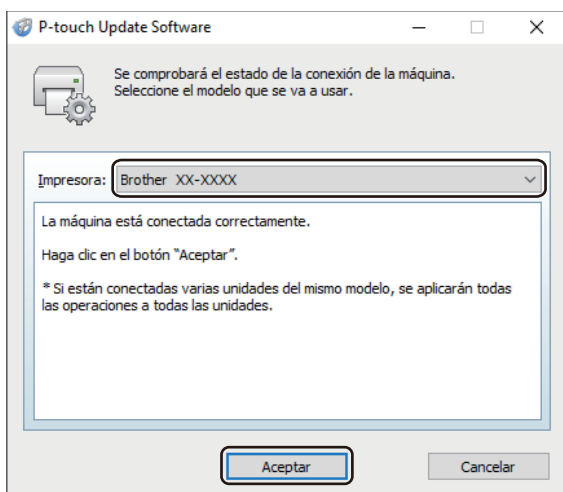 P-touch Update Software
Se comprobará el estado de la conexión de la máquina.
Seleccione el modelo que se va a usar.
Impresora: Brother XX-XXXX
La máquina está conectada correctamente.
Haga clic en el botón "Aceptar".
* Si están conectadas varias unidades del mismo modelo, se aplicarán todas
las operaciones a todas las unidades.
Aceptar Cancelar